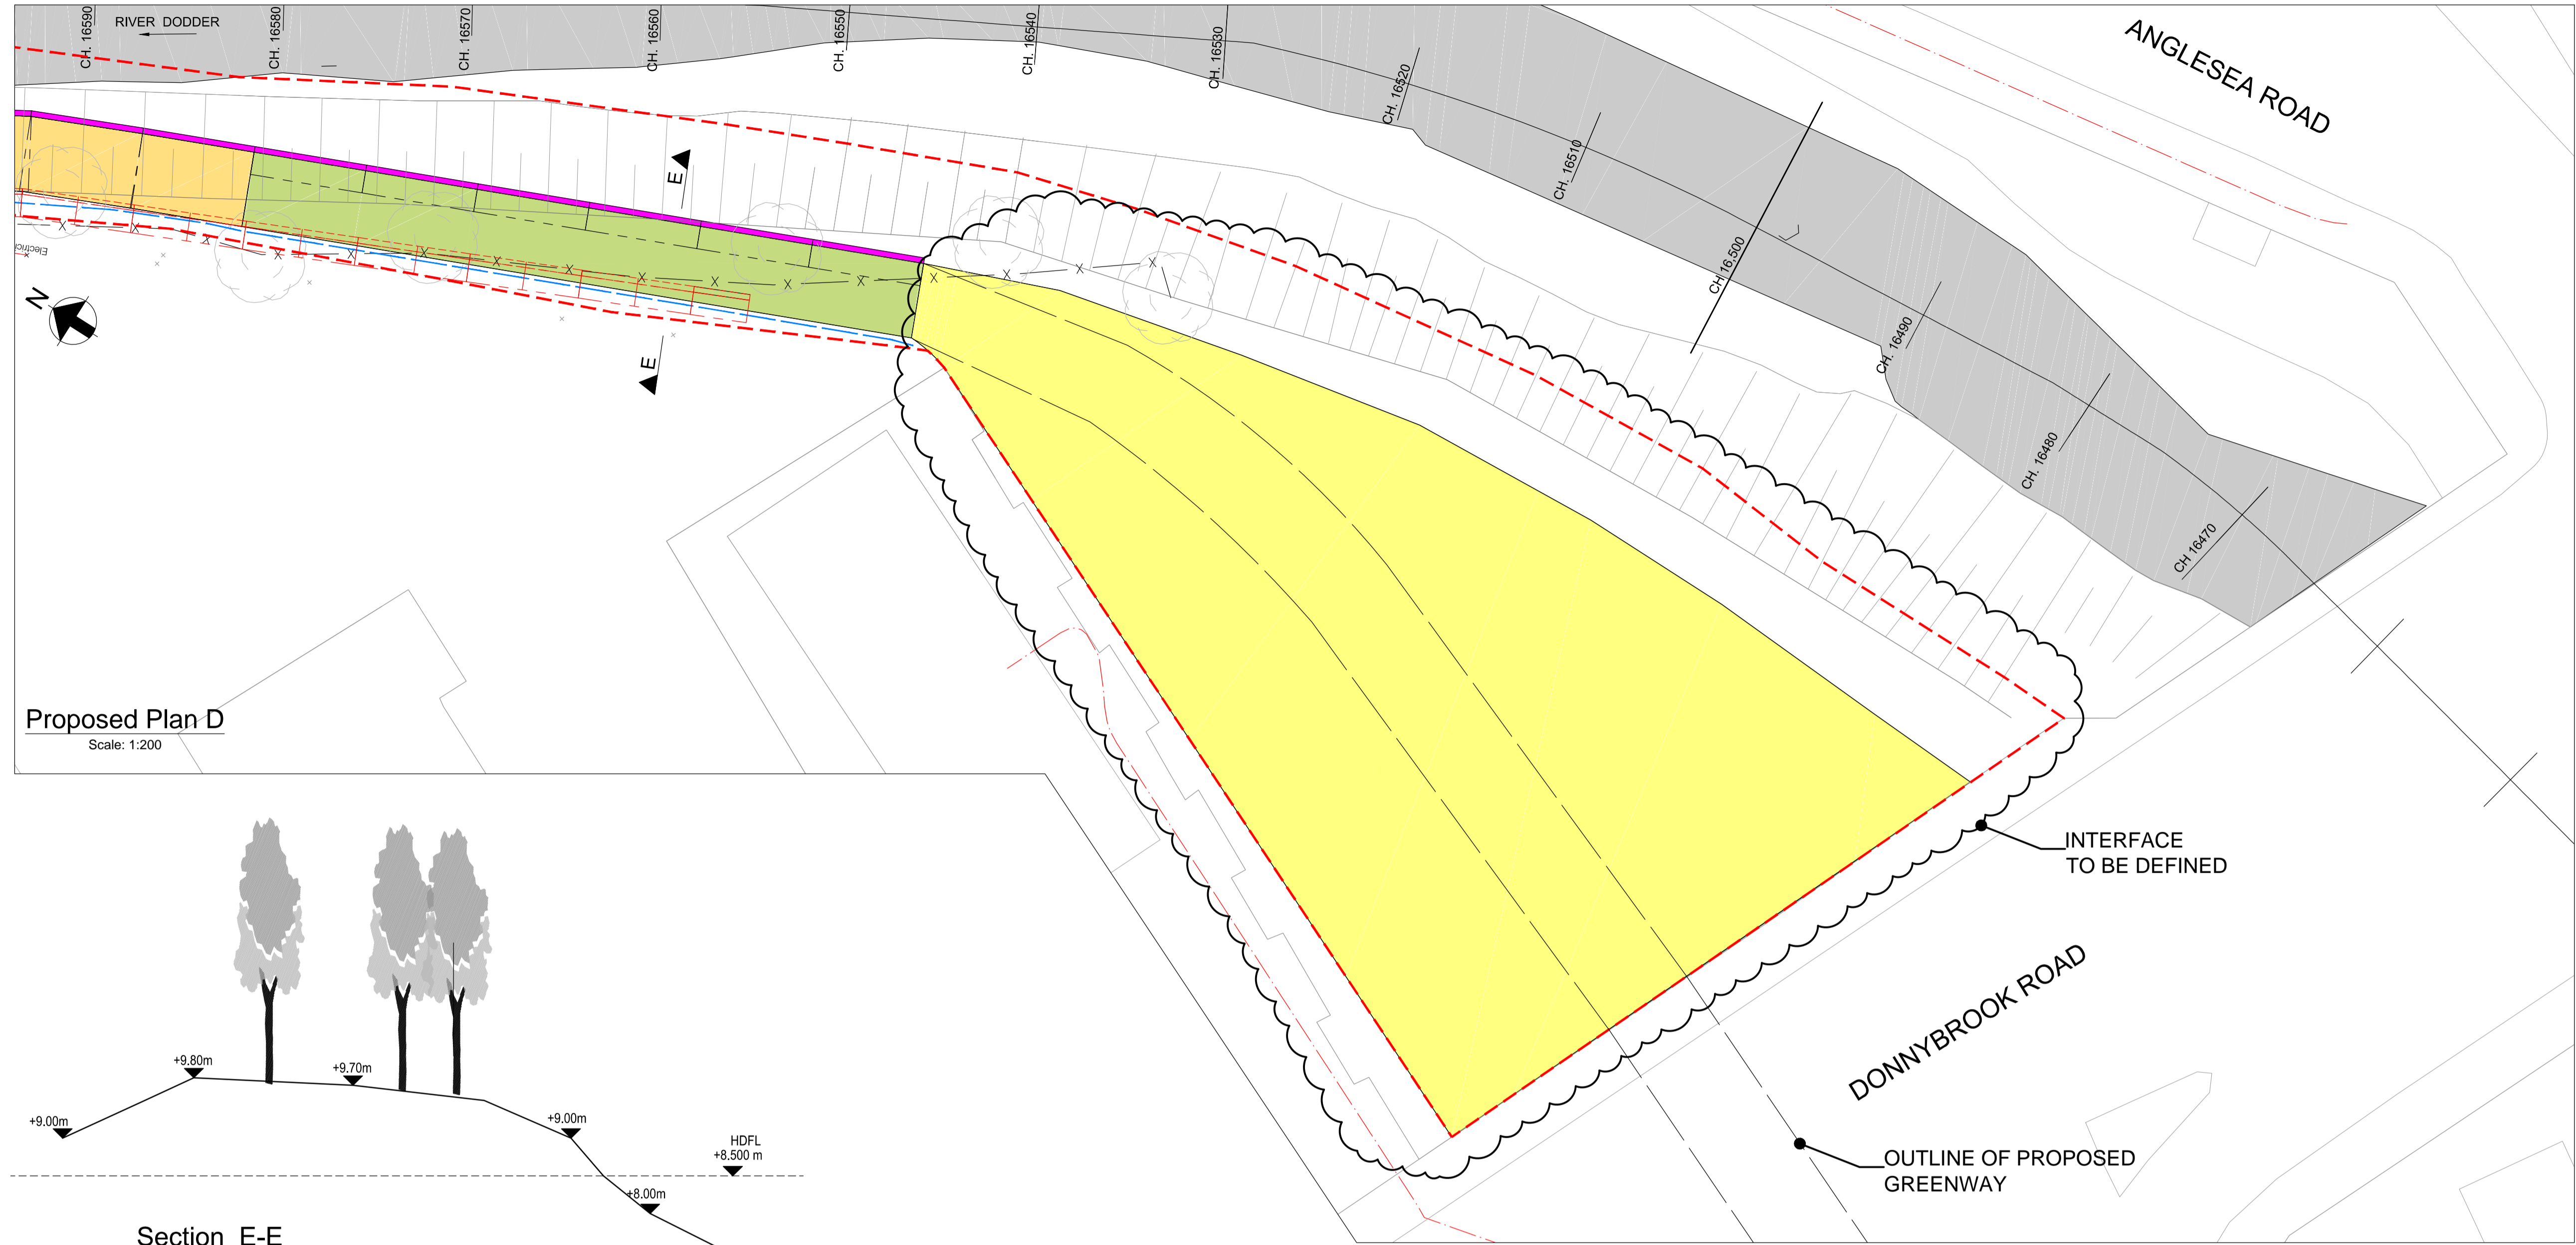 RIVER DODDER
CH. 16590
CH. 16580
CH. 16570
CH. 16560
CH. 16550
CH. 16540
CH. 16530
CH. 16520
CH. 16510
CH 16.500
CH. 16490
CH. 16480
CH 16470
ANGLESEA ROAD
E
E
N
Proposed Plan D
Scale: 1:200
INTERFACE
TO BE DEFINED
DONNYBROOK ROAD
OUTLINE OF PROPOSED
GREENWAY
+9.80m
+9.70m
+9.00m
+9.00m
HDFL
+8.500 m
+8.00m
Section E-E